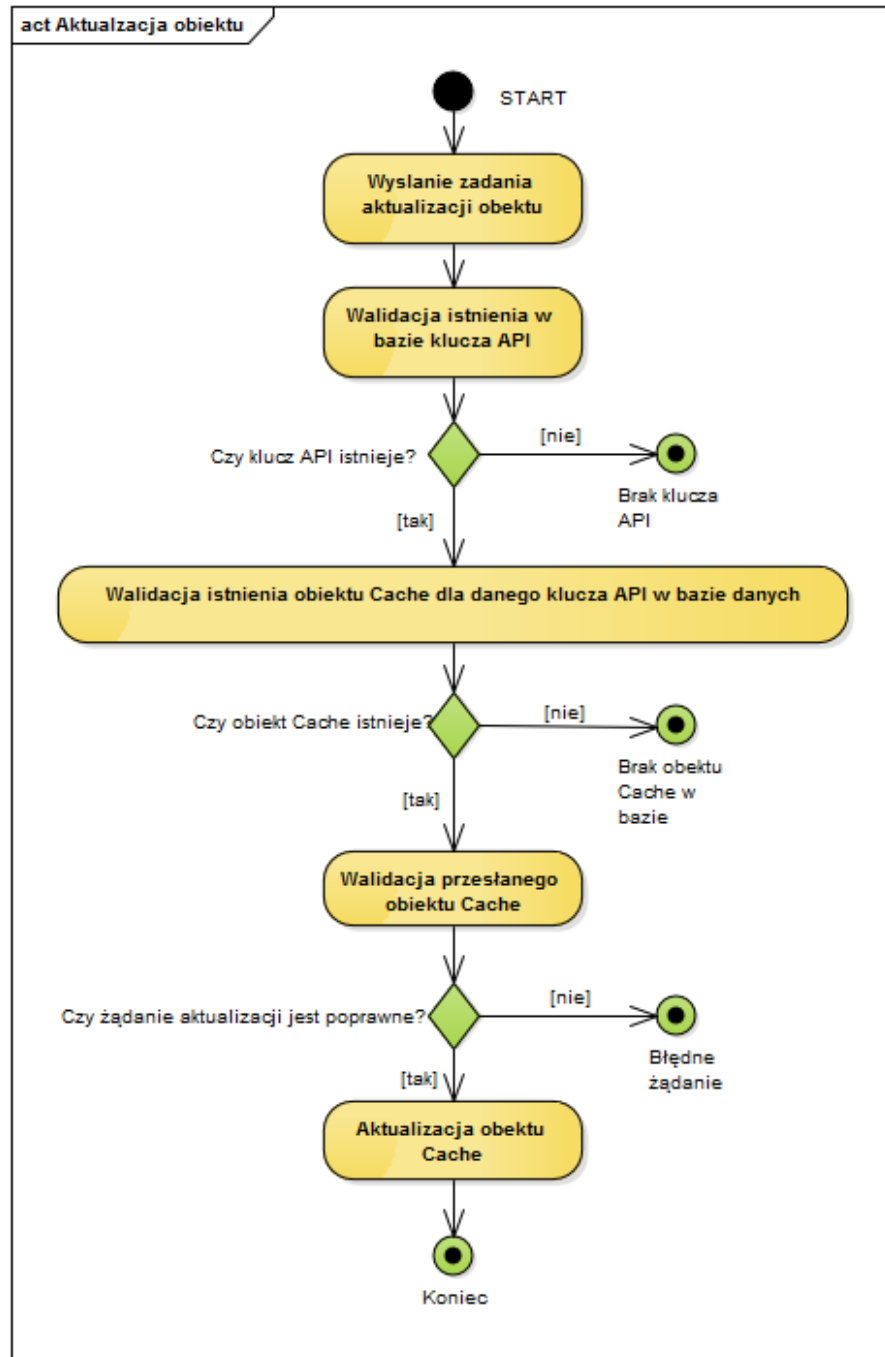 act Aktualzacja obiektu
START
Wyslanie zadania
aktualizacji obektu
Walidacja istnienia w
bazie klucza API
Czy klucz API istnieje?
[nie]
Brak klucza
API
[tak]
Walidacja istnienia obiektu Cache dla danego klucza API w bazie danych
Czy obiekt Cache istnieje?
[nie]
Brak obektu
Cache w
bazie
[tak]
Walidacja przesłanego
obiektu Cache
Czy żądanie aktualizacji jest poprawne?
[nie]
Błędne
żądanie
[tak]
Aktualizacja obektu
Cache
Koniec